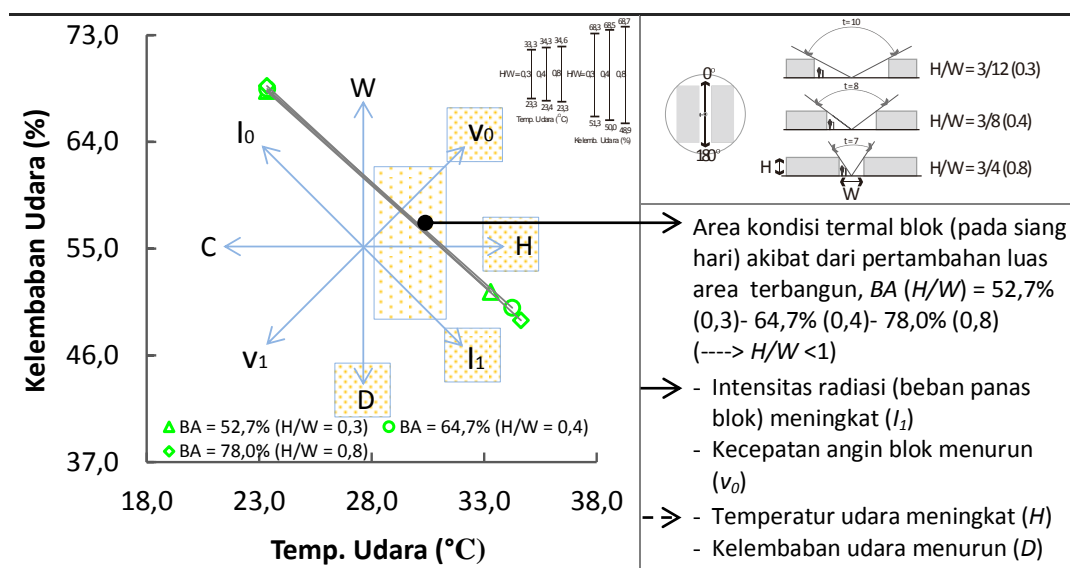 73,0
64,0
55,0
46,0
37,0
Kelembaban Udara (%)
18,0 23,0 28,0 33,0 38,0
Temp. Udara (°C)
W
I0
v0
C
H
v1
I1
D
BA = 52,7% (H/W = 0,3)
BA = 64,7% (H/W = 0,4)
BA = 78,0% (H/W = 0,8)
33,3 34,3 34,6
H/W= 0,3 0,4 0,8
23,3 23,4 23,3
Temp. Udara (°C)
68,3 68,5 68,7
H/W= 0,3 0,4 0,8
51,3 50,0 48,9
Kelemb. Udara (%)
0°
180°
t=10
H/W = 3/12 (0.3)
t=8
H/W = 3/8 (0.4)
t=7
H
H/W = 3/4 (0.8)
W
Area kondisi termal blok (pada siang
hari) akibat dari pertambahan luas
area terbangun, BA (H/W) = 52,7%
(0,3)- 64,7% (0,4)- 78,0% (0,8)
(----> H/W <1)
- Intensitas radiasi (beban panas
blok) meningkat (I1)
- Kecepatan angin blok menurun
(v0)
- Temperatur udara meningkat (H)
- Kelembaban udara menurun (D)